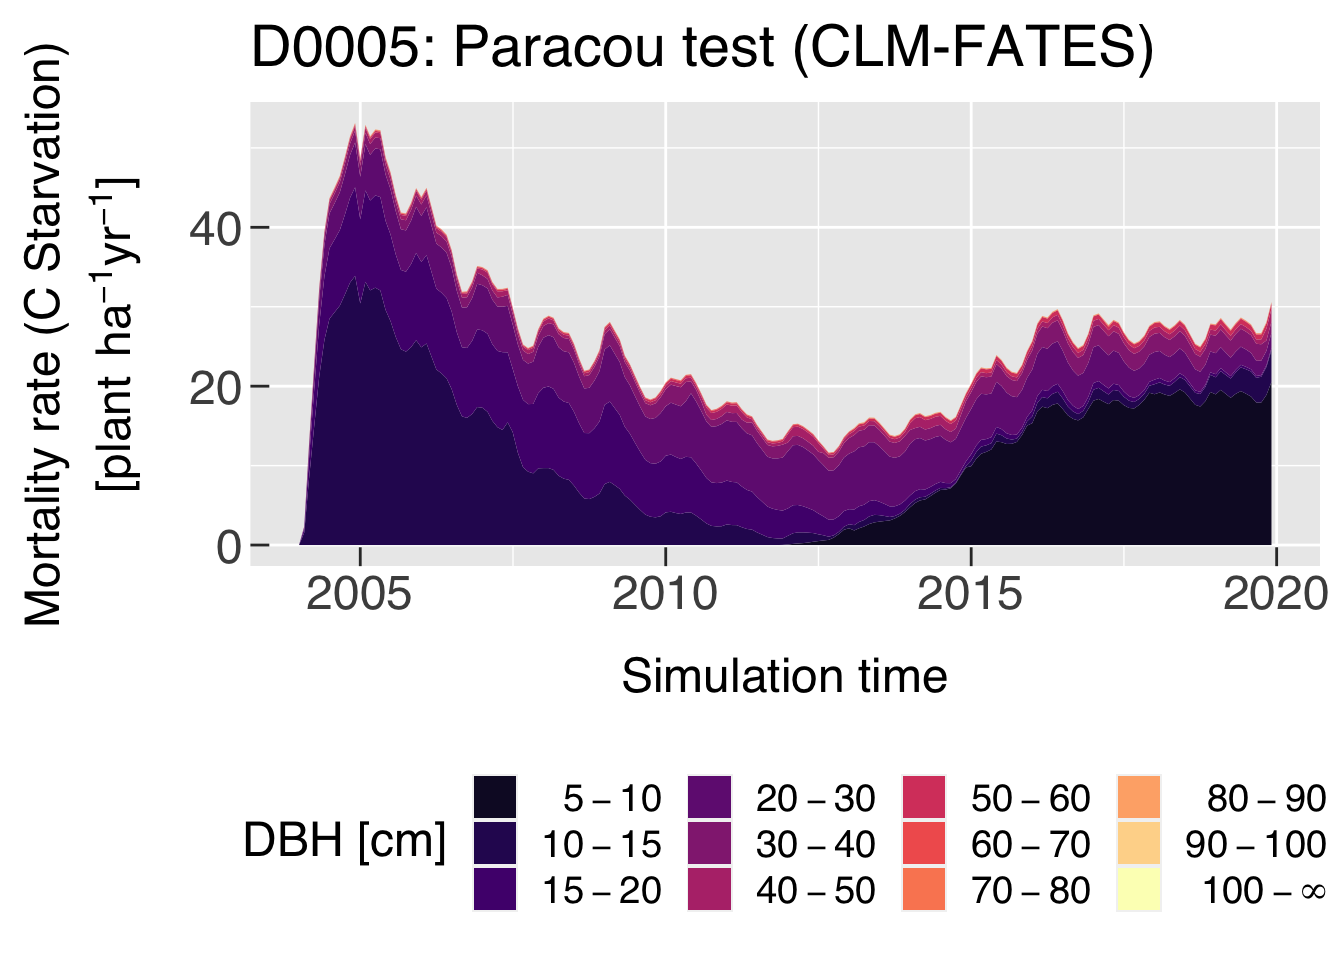 D0005: Paracou test (CLM-FATES)
Mortality rate (C Starvation)
[plant ha⁻¹yr⁻¹]
40
20
0
2005 2010 2015 2020
Simulation time
DBH [cm]
5 – 10 20 – 30 50 – 60 80 – 90
10 – 15 30 – 40 60 – 70 90 – 100
15 – 20 40 – 50 70 – 80 100 – ∞